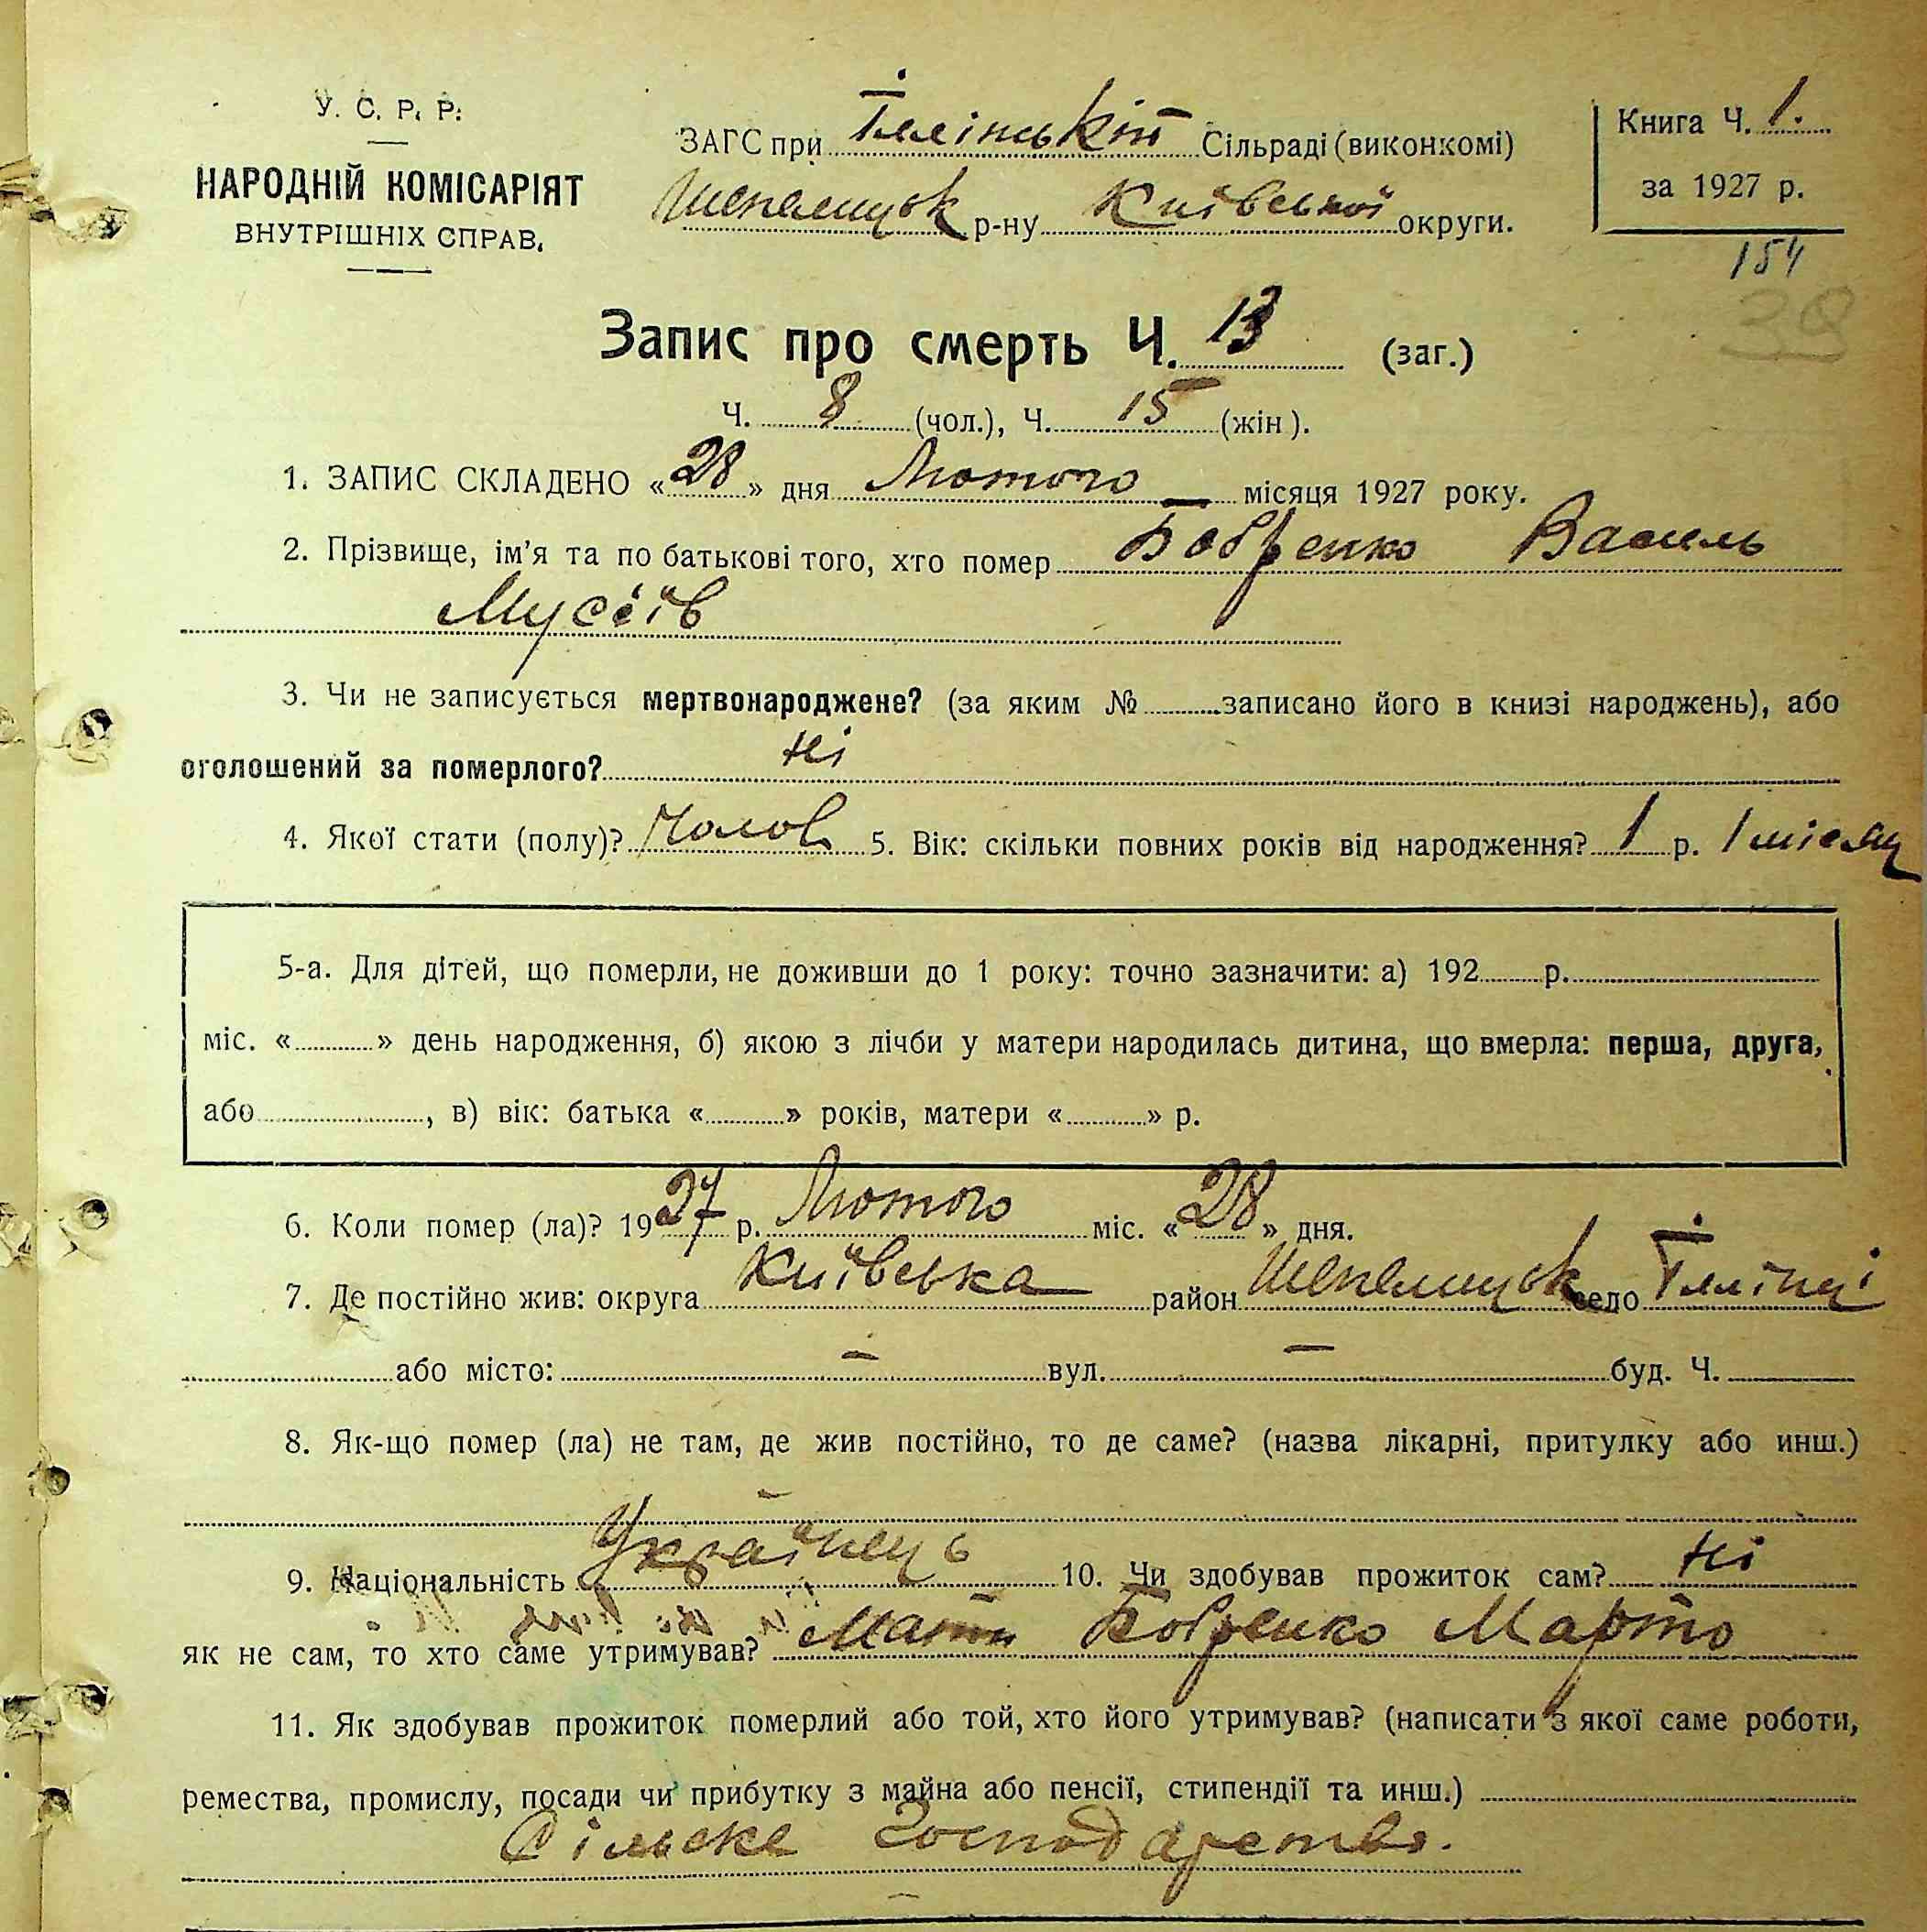 У. С. Р. Р.
НАРОДНІЙ КОМІСАРІЯТ
ВНУТРІШНІХ СПРАВ.
ЗАГС при Іллінській Сільраді (виконкомі)
Шепелицьк р-ну Київської округи.
Книга Ч. 1.
за 1927 р.
154
39
Запис про смерть Ч. 13 (заг.)
Ч. 8 (чол.), Ч. 15 (жін).
1. ЗАПИС СКЛАДЕНО «28» дня Лютого місяця 1927 року.
2. Прізвище, ім'я та по батькові того, хто помер Бобренко Василь
Мусіїв
3. Чи не записується мертвонароджене? (за яким № записано його в книзі народжень), або
оголошений за померлого? Ні
4. Якої стати (полу)? Чолов 5. Вік: скільки повних років від народження? 1 р. 1 місяц
5-а. Для дітей, що померли, не доживши до 1 року: точно зазначити: а) 192 р.
міс. « » день народження, б) якою з лічби у матери народилась дитина, що вмерла: перша, друга,
або , в) вік: батька « » років, матери « » р.
6. Коли помер (ла)? 1927 р. Лютого міс. «28» дня.
7. Де постійно жив: округа Київська район Шепелицьк село Іллінці
або місто: — вул. — буд. Ч.
8. Як-що помер (ла) не там, де жив постійно, то де саме? (назва лікарні, притулку або инш.)
9. Національність Українець 10. Чи здобував прожиток сам? Ні
як не сам, то хто саме утримував? Мати Бобренко Марта
11. Як здобував прожиток померлий або той, хто його утримував? (написати з якої саме роботи,
ремества, промислу, посади чи прибутку з майна або пенсії, стипендії та инш.)
Сільске Господарство.